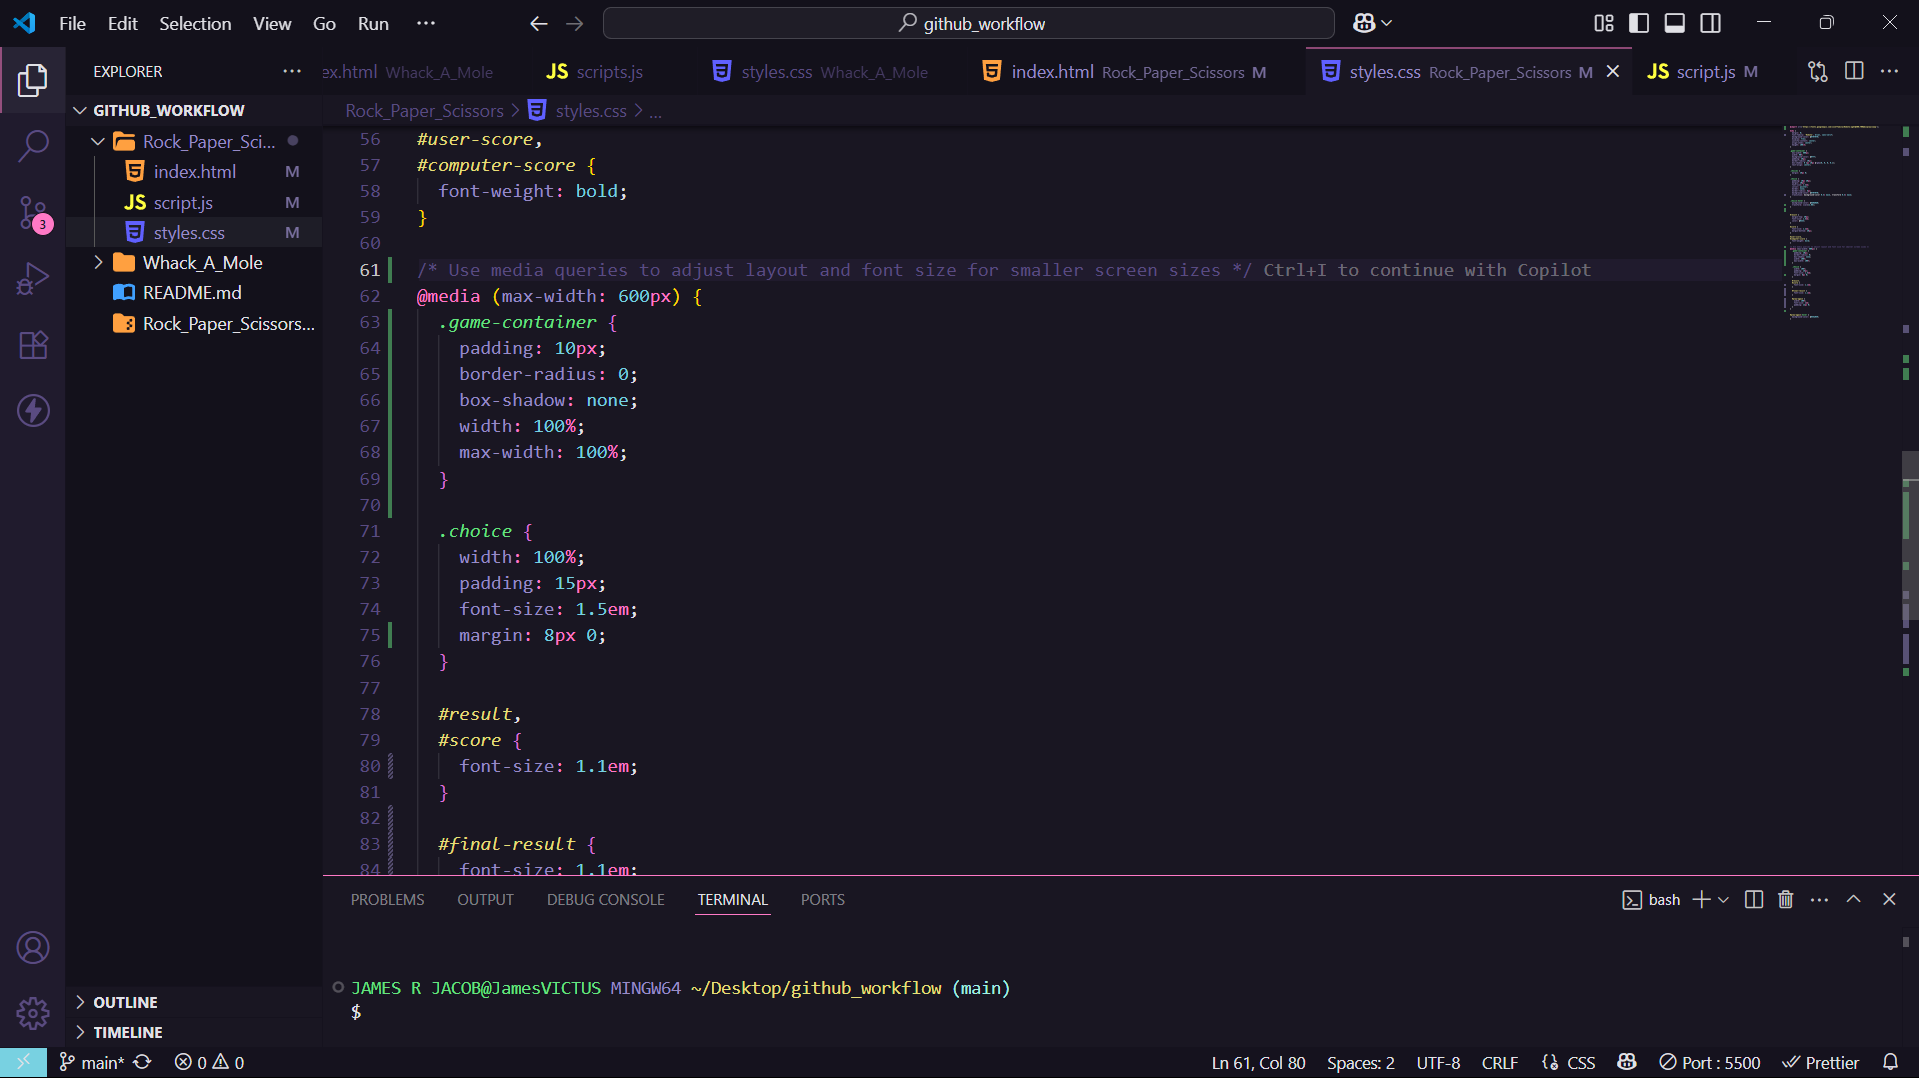 File Edit Selection View Go Run ... github_workflow
EXPLORER
GITHUB_WORKFLOW
Rock_Paper_Sci...
index.html M
script.js M
styles.css M
Whack_A_Mole
README.md
Rock_Paper_Scissors...
OUTLINE
TIMELINE
3
ex.html Whack_A_Mole JS scripts.js styles.css Whack_A_Mole index.html Rock_Paper_Scissors M styles.css Rock_Paper_Scissors M JS script.js M
Rock_Paper_Scissors > styles.css > ...
56 #user-score,
57 #computer-score {
58 font-weight: bold;
59 }
60
61 /* Use media queries to adjust layout and font size for smaller screen sizes */ Ctrl+I to continue with Copilot
62 @media (max-width: 600px) {
63 .game-container {
64 padding: 10px;
65 border-radius: 0;
66 box-shadow: none;
67 width: 100%;
68 max-width: 100%;
69 }
70
71 .choice {
72 width: 100%;
73 padding: 15px;
74 font-size: 1.5em;
75 margin: 8px 0;
76 }
77
78 #result,
79 #score {
80 font-size: 1.1em;
81 }
82
83 #final-result {
84 font-size: 1.1em;
PROBLEMS OUTPUT DEBUG CONSOLE TERMINAL PORTS bash
JAMES R JACOB@JamesVICTUS MINGW64 ~/Desktop/github_workflow (main)
$
main* 0 0 Ln 61, Col 80 Spaces: 2 UTF-8 CRLF {} CSS Port : 5500 Prettier